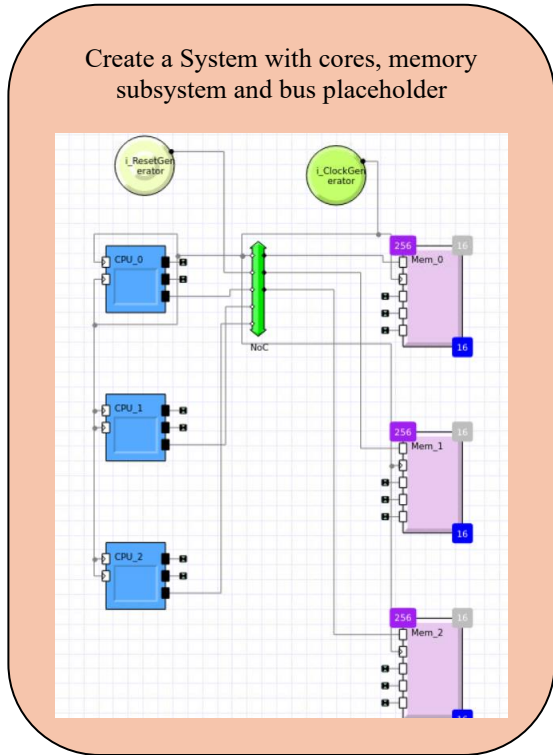 Create a System with cores, memory
subsystem and bus placeholder
i_ResetGen
erator
i_ClockGen
erator
CPU_0
256
16
Mem_0
16
NoC
CPU_1
256
16
Mem_1
16
CPU_2
256
16
Mem_2